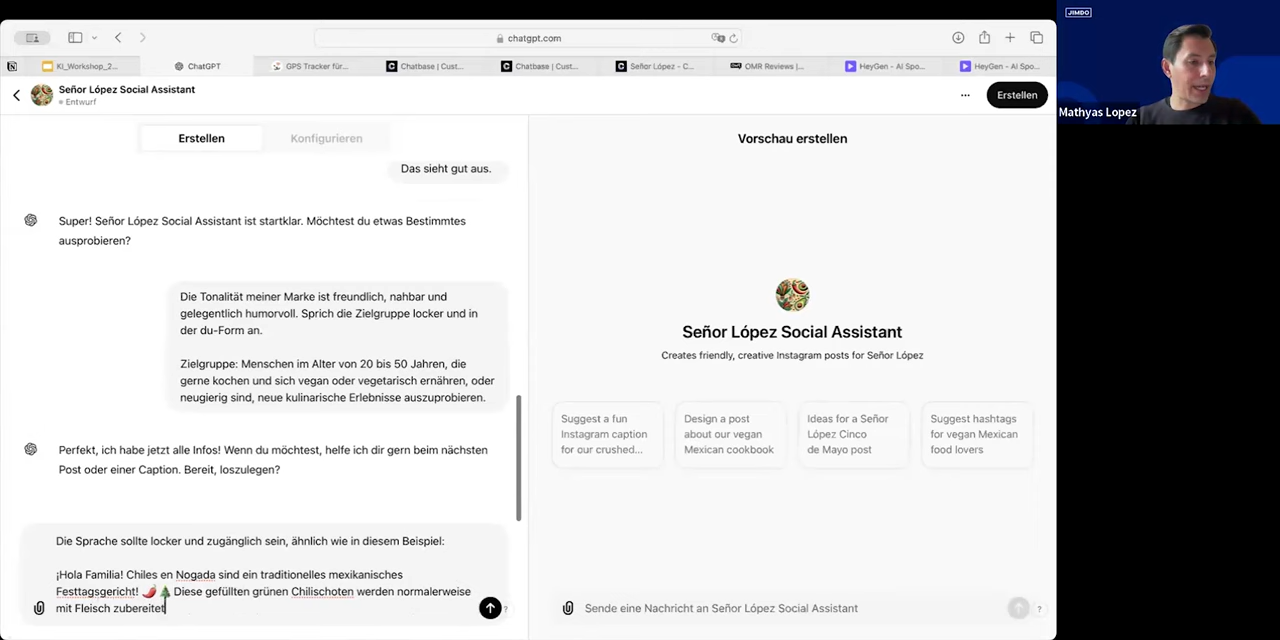 JIMDO
chatgpt.com
KI_Workshop_2...
ChatGPT
GPS Tracker für...
Chatbase | Cust...
Chatbase | Cust...
Señor López - C...
OMR Reviews |...
HeyGen - AI Spo...
HeyGen - AI Spo...
Señor López Social Assistant
Entwurf
Erstellen
Mathyas Lopez
Erstellen
Konfigurieren
Vorschau erstellen
Das sieht gut aus.
Super! Señor López Social Assistant ist startklar. Möchtest du etwas Bestimmtes
ausprobieren?
Die Tonalität meiner Marke ist freundlich, nahbar und
gelegentlich humorvoll. Sprich die Zielgruppe locker und in
der du-Form an.
Zielgruppe: Menschen im Alter von 20 bis 50 Jahren, die
gerne kochen und sich vegan oder vegetarisch ernähren, oder
neugierig sind, neue kulinarische Erlebnisse auszuprobieren.
Perfekt, ich habe jetzt alle Infos! Wenn du möchtest, helfe ich dir gern beim nächsten
Post oder einer Caption. Bereit, loszulegen?
Die Sprache sollte locker und zugänglich sein, ähnlich wie in diesem Beispiel:
¡Hola Familia! Chiles en Nogada sind ein traditionelles mexikanisches
Festtagsgericht! 🌶️🎄 Diese gefüllten grünen Chilischoten werden normalerweise
mit Fleisch zubereitet
?
Señor López Social Assistant
Creates friendly, creative Instagram posts for Señor López
Suggest a fun
Instagram caption
for our crushed...
Design a post
about our vegan
Mexican cookbook
Ideas for a Señor
López Cinco
de Mayo post
Suggest hashtags
for vegan Mexican
food lovers
Sende eine Nachricht an Señor López Social Assistant
?